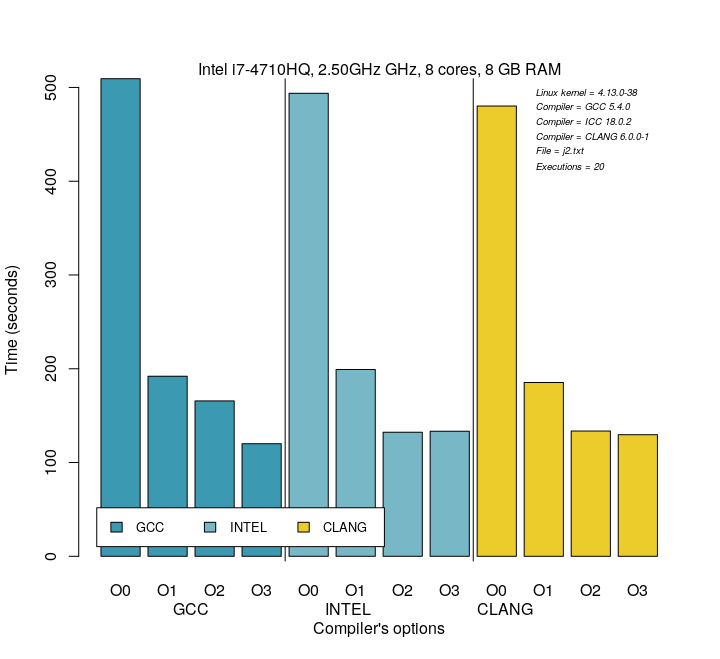 Intel i7-4710HQ, 2.50GHz GHz, 8 cores, 8 GB RAM
Linux kernel = 4.13.0-38
Compiler = GCC 5.4.0
Compiler = ICC 18.0.2
Compiler = CLANG 6.0.0-1
File = j2.txt
Executions = 20
Time (seconds)
500
400
300
200
100
0
GCC INTEL CLANG
O0 O1 O2 O3 O0 O1 O2 O3 O0 O1 O2 O3
GCC INTEL CLANG
Compiler's options